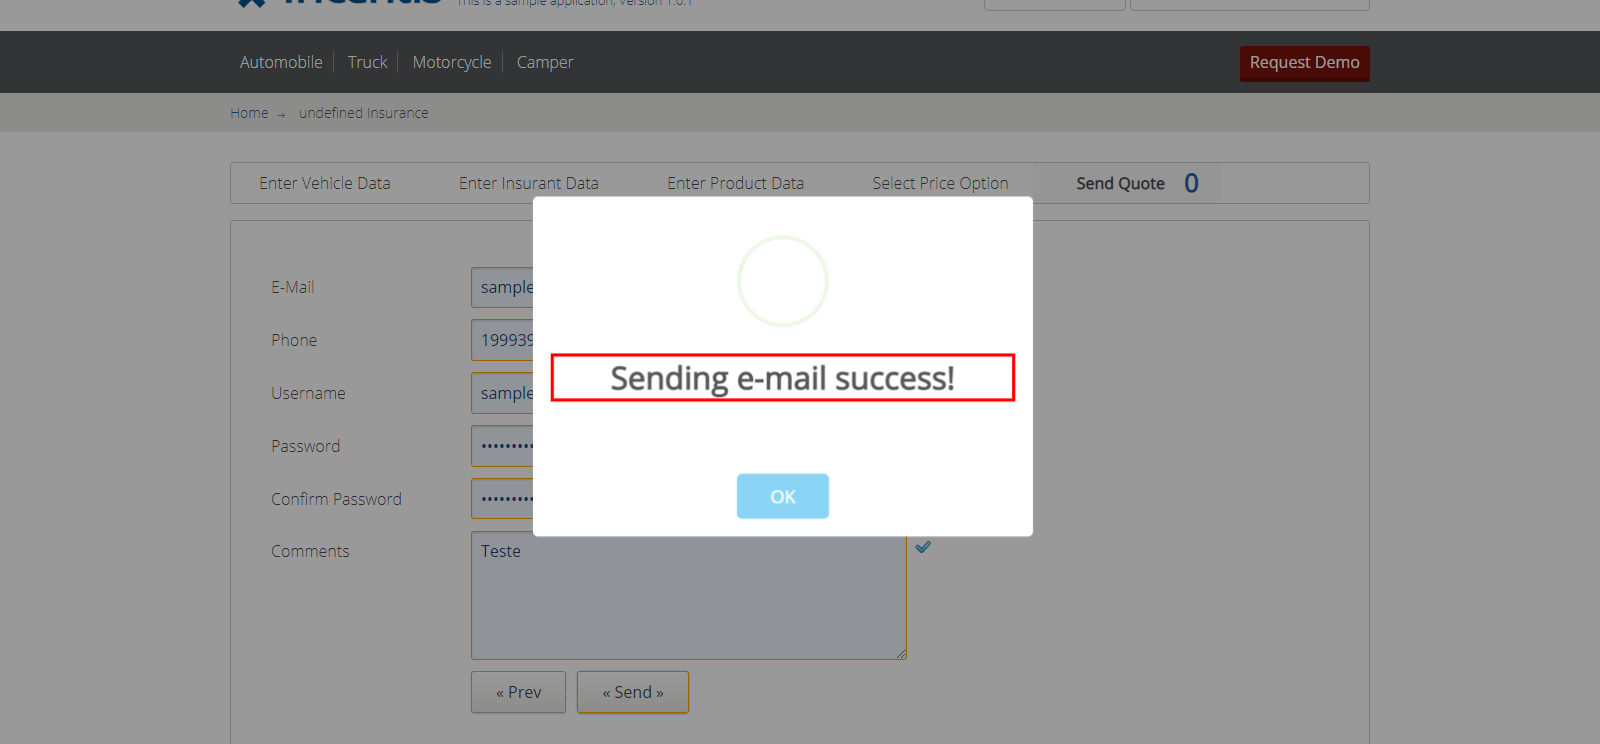 This is a sample application, Version 1.0.1
Automobile
Truck
Motorcycle
Camper
Request Demo
Home → undefined Insurance
Enter Vehicle Data
Enter Insurant Data
Enter Product Data
Select Price Option
Send Quote 0
E-Mail
sample
Phone
199939
Username
sample
Password
••••••••••
Confirm Password
••••••••••
Comments
Teste
« Prev
« Send »
Sending e-mail success!
OK